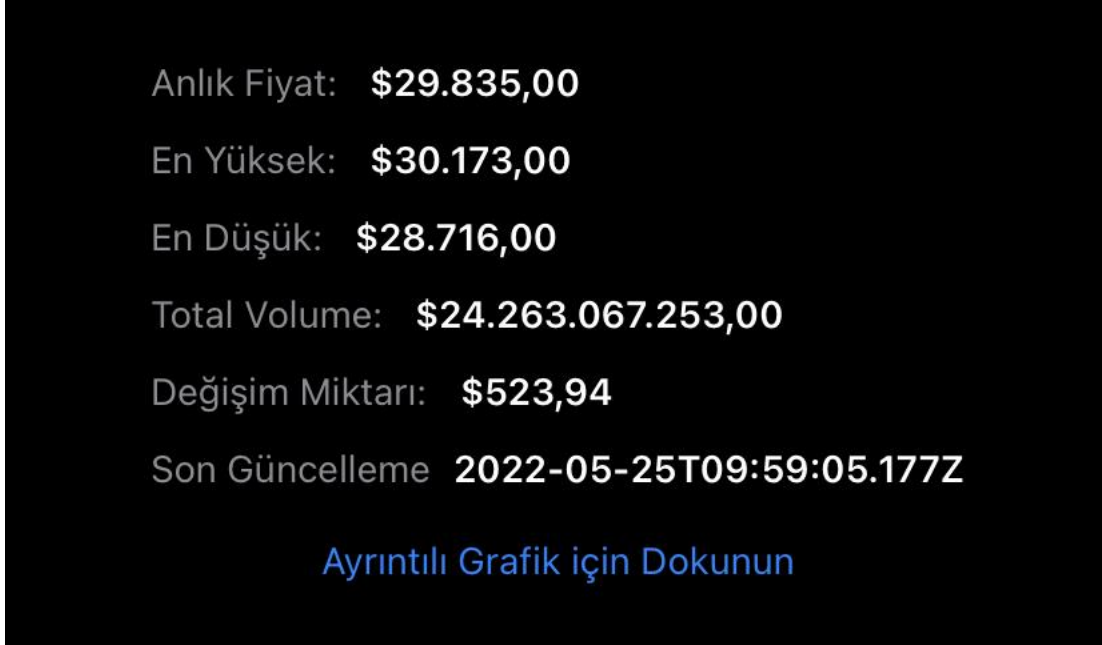 Anlık Fiyat: $29.835,00
En Yüksek: $30.173,00
En Düşük: $28.716,00
Total Volume: $24.263.067.253,00
Değişim Miktarı: $523,94
Son Güncelleme 2022-05-25T09:59:05.177Z
Ayrıntılı Grafik için Dokunun